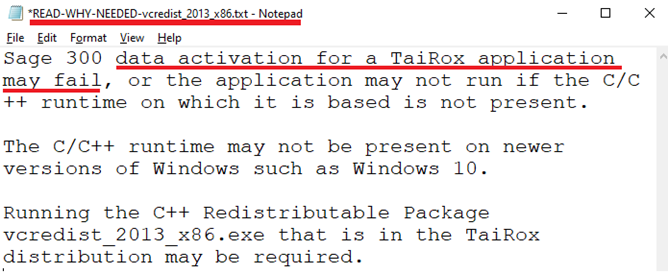 *READ-WHY-NEEDED-vcredist_2013_x86.txt - Notepad
File Edit Format View Help
Sage 300 data activation for a TaiRox application
may fail, or the application may not run if the C/C
++ runtime on which it is based is not present.
The C/C++ runtime may not be present on newer
versions of Windows such as Windows 10.
Running the C++ Redistributable Package
vcredist_2013_x86.exe that is in the TaiRox
distribution may be required.